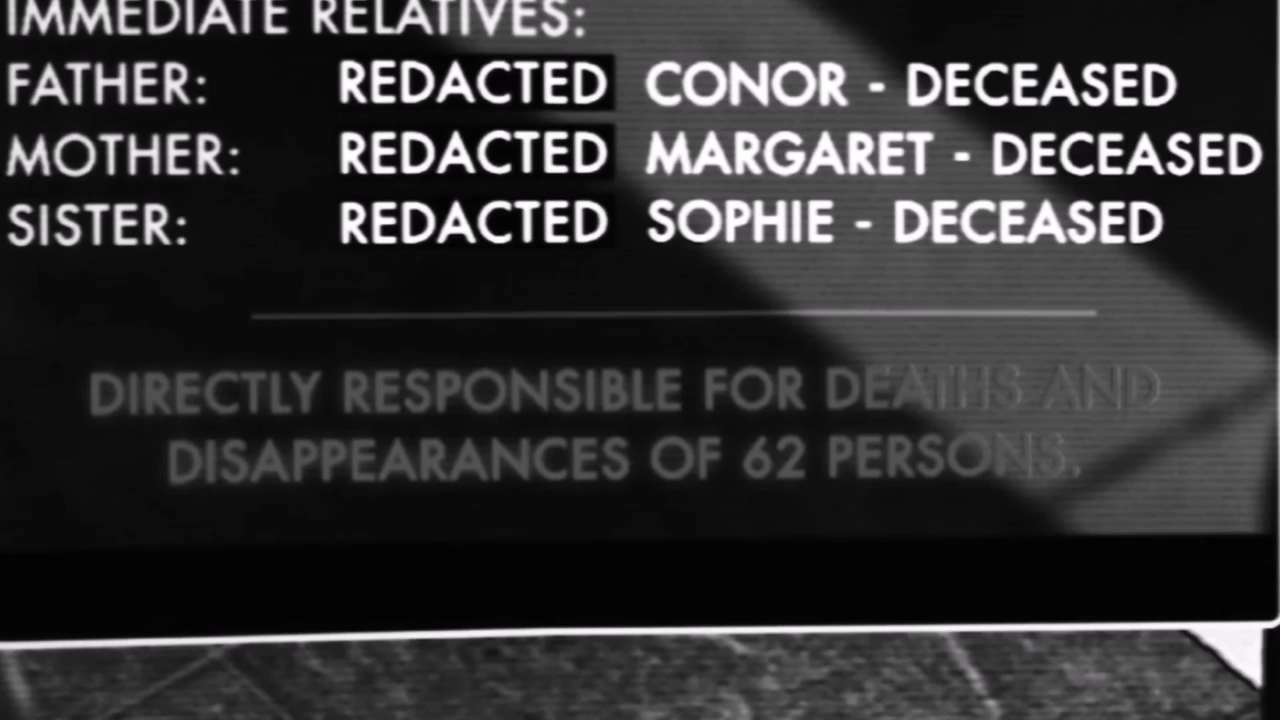 IMMEDIATE RELATIVES:
FATHER: REDACTED CONOR - DECEASED
MOTHER: REDACTED MARGARET - DECEASED
SISTER: REDACTED SOPHIE - DECEASED
DIRECTLY RESPONSIBLE FOR DEATHS AND
DISAPPEARANCES OF 62 PERSONS.